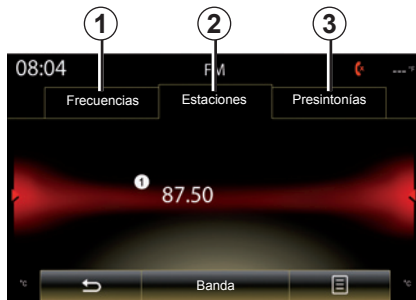 1 2 3
08:04 FM ---°F
Frecuencias Estaciones Presintonías
1 87.50
°C Banda °C